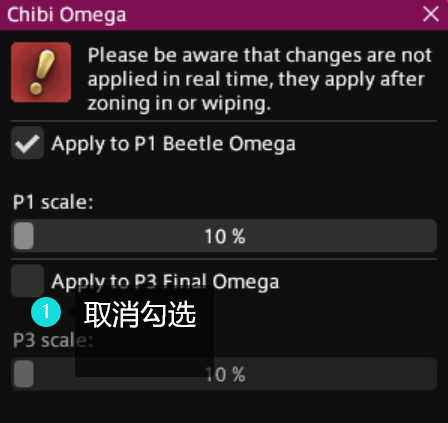 Chibi Omega
Please be aware that changes are not
applied in real time, they apply after
zoning in or wiping.
Apply to P1 Beetle Omega
P1 scale:
10 %
Apply to P3 Final Omega
1
取消勾选
P3 scale:
10 %